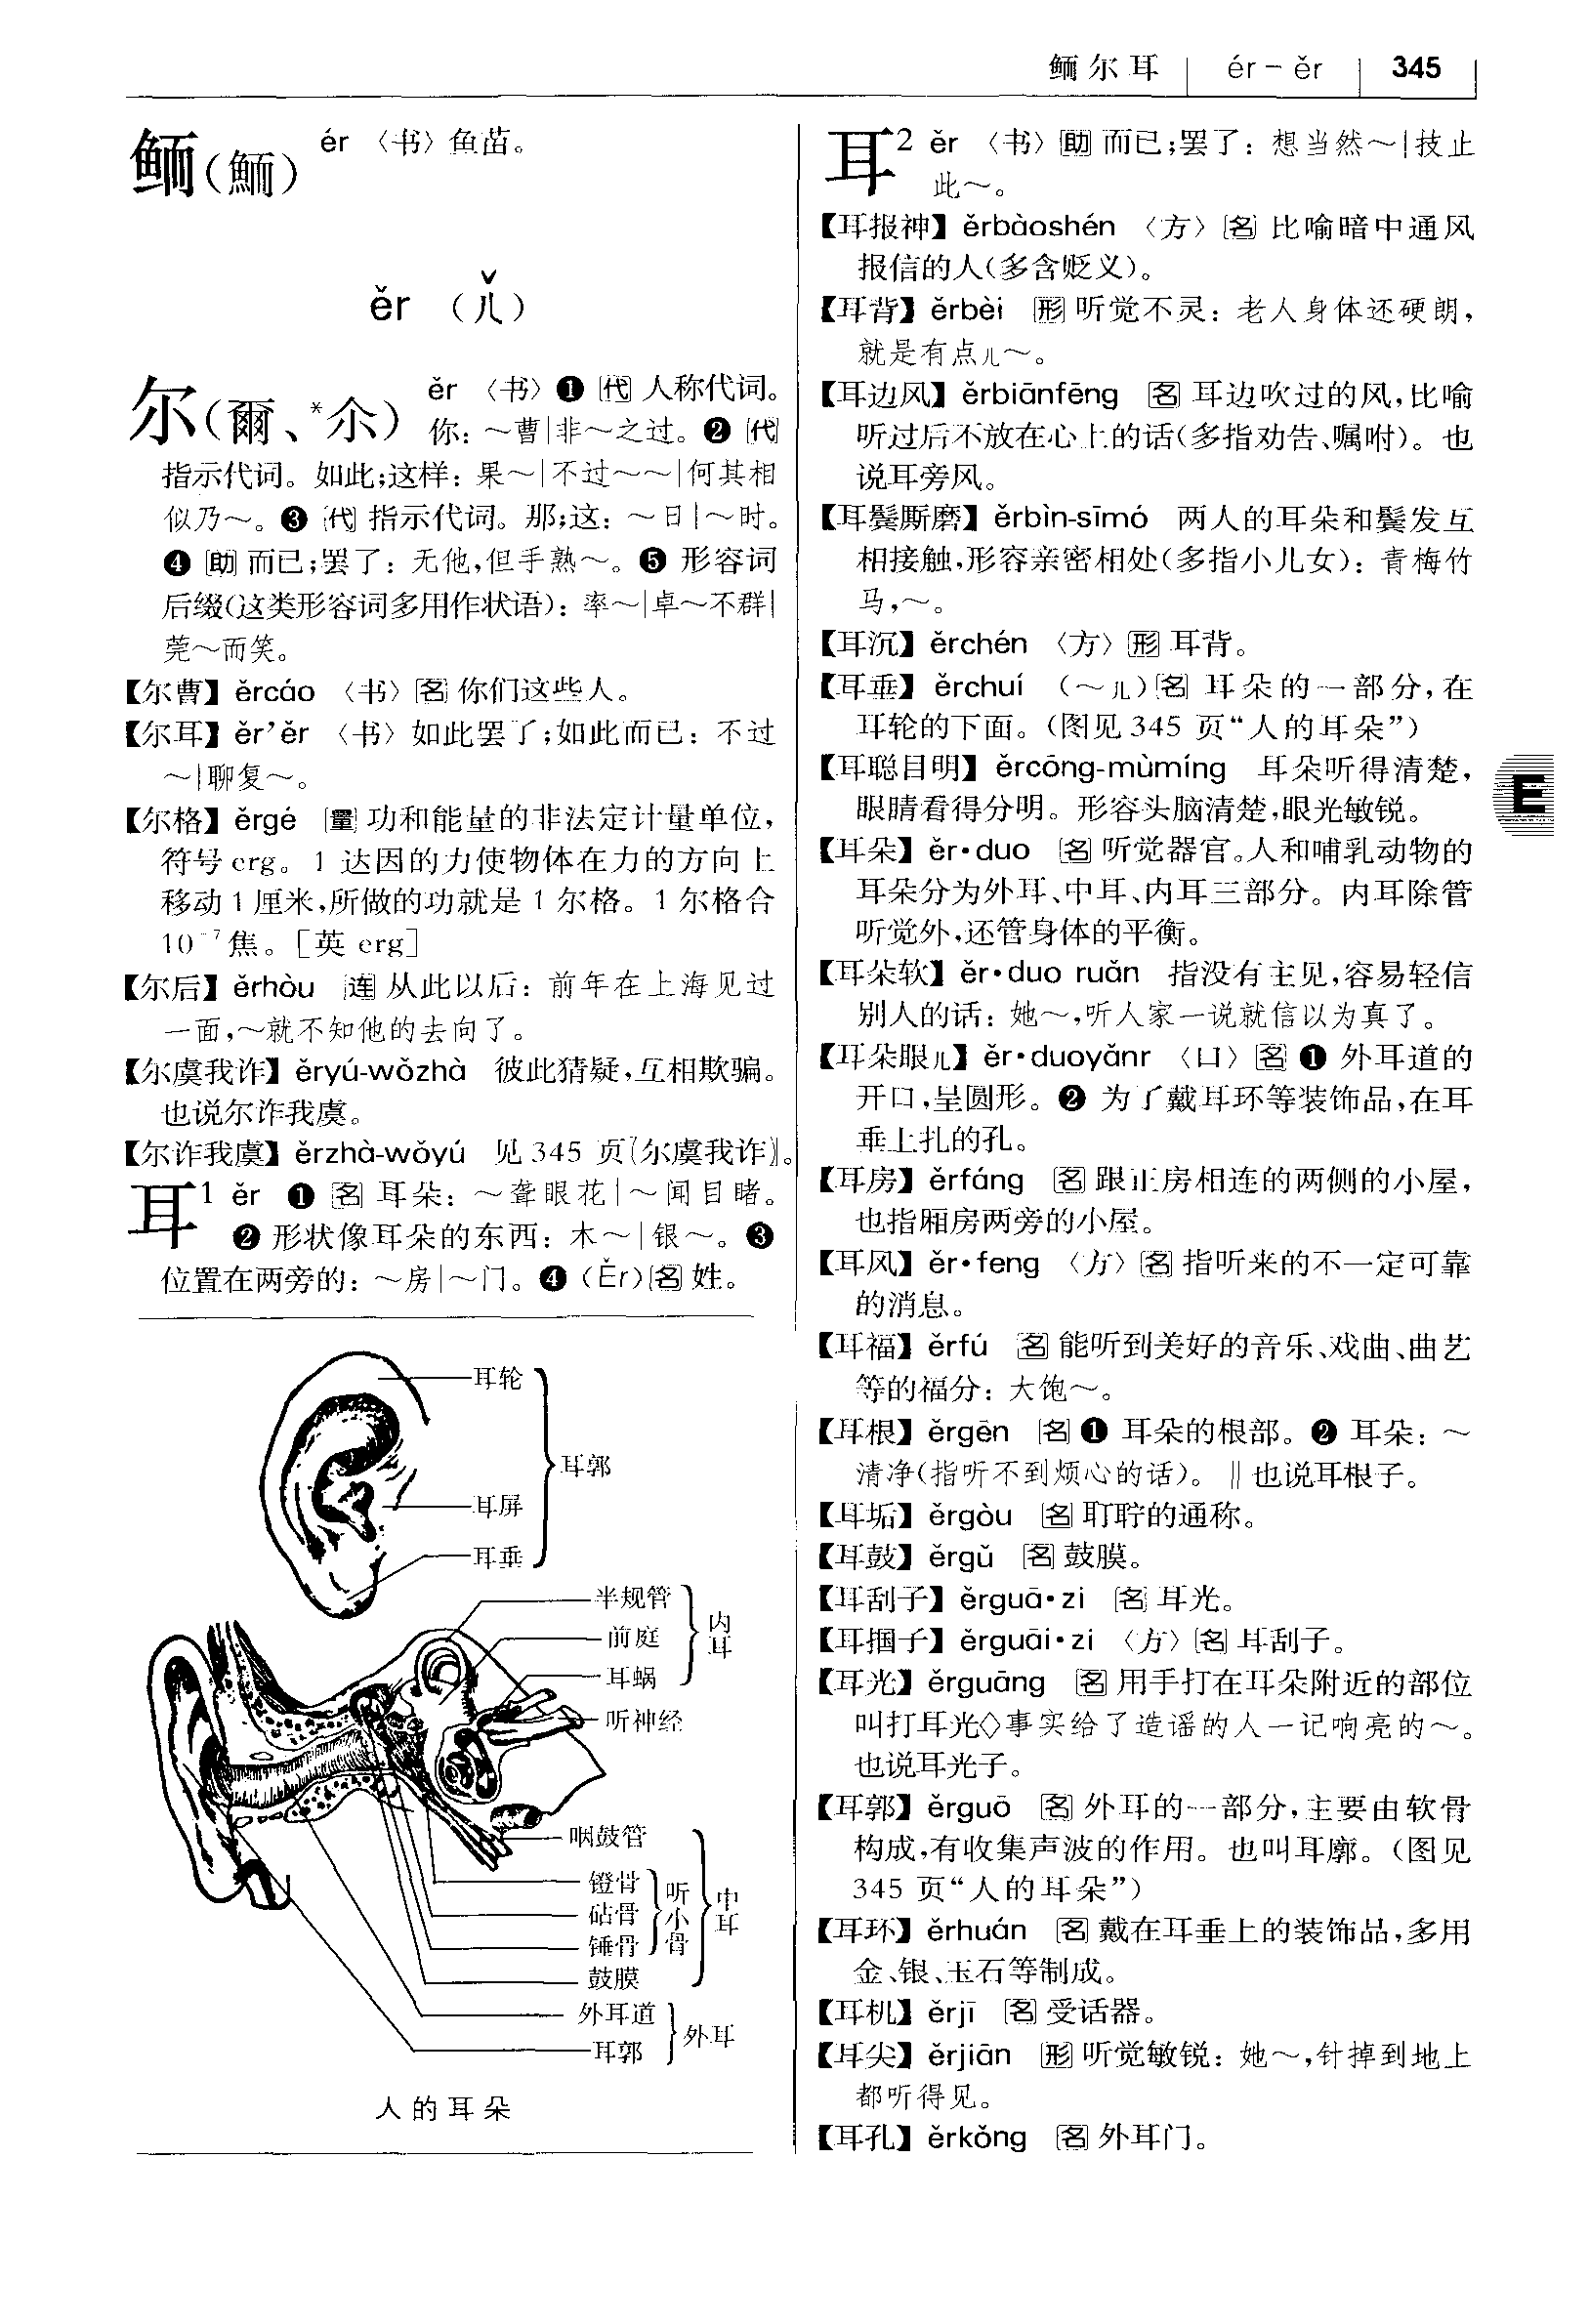 鲕尔耳 ér–ěr 345
鲕(鮞) ér 〈书〉鱼苗。
ěr (ㄦˇ)
尔(爾、*尒) ěr 〈书〉❶ 代 人称代词。
你：～曹|非～之过。❷ 代
指示代词。如此;这样：果～|不过～～|何其相
似乃～。❸ 代 指示代词。那;这：～日|～时。
❹ 助 而已;罢了：无他,但手熟～。❺ 形容词
后缀(这类形容词多用作状语)：率～|卓～不群|
莞～而笑。
【尔曹】ěrcáo 〈书〉名 你们这些人。
【尔耳】ěr’ěr 〈书〉如此罢了;如此而已：不过
～|聊复～。
【尔格】ěrgé 量 功和能量的非法定计量单位,
符号 erg。1 达因的力使物体在力的方向上
移动 1 厘米,所做的功就是 1 尔格。1 尔格合
10⁻⁷焦。[英 erg]
【尔后】ěrhòu 连 从此以后：前年在上海见过
一面,～就不知他的去向了。
【尔虞我诈】ěryú-wǒzhà 彼此猜疑,互相欺骗。
也说尔诈我虞。
【尔诈我虞】ěrzhà-wǒyú 见 345 页〖尔虞我诈〗。
耳¹ ěr ❶ 名 耳朵：～聋眼花|～闻目睹。
❷ 形状像耳朵的东西：木～|银～。❸
位置在两旁的：～房|～门。❹ (Ěr)名 姓。
耳轮
耳郭
耳屏
耳垂
半规管
前庭
耳蜗
内耳
听神经
咽鼓管
镫骨
砧骨
锤骨
听小骨
鼓膜
中耳
外耳道
耳郭
外耳
人的耳朵
耳² ěr 〈书〉助 而已;罢了：想当然～|技止
此～。
【耳报神】ěrbàoshén 〈方〉名 比喻暗中通风
报信的人(多含贬义)。
【耳背】ěrbèi 形 听觉不灵：老人身体还硬朗,
就是有点儿～。
【耳边风】ěrbiānfēng 名 耳边吹过的风,比喻
听过后不放在心上的话(多指劝告、嘱咐)。也
说耳旁风。
【耳鬓厮磨】ěrbìn-sīmó 两人的耳朵和鬓发互
相接触,形容亲密相处(多指小儿女)：青梅竹
马,～。
【耳沉】ěrchén 〈方〉形 耳背。
【耳垂】ěrchuí (～儿)名 耳朵的一部分,在
耳轮的下面。(图见 345 页“人的耳朵”)
【耳聪目明】ěrcōng-mùmíng 耳朵听得清楚,
眼睛看得分明。形容头脑清楚,眼光敏锐。
E
【耳朵】ěr·duo 名 听觉器官。人和哺乳动物的
耳朵分为外耳、中耳、内耳三部分。内耳除管
听觉外,还管身体的平衡。
【耳朵软】ěr·duo ruǎn 指没有主见,容易轻信
别人的话：她～,听人家一说就信以为真了。
【耳朵眼儿】ěr·duoyǎnr 〈口〉名 ❶ 外耳道的
开口,呈圆形。❷ 为了戴耳环等装饰品,在耳
垂上扎的孔。
【耳房】ěrfáng 名 跟正房相连的两侧的小屋,
也指厢房两旁的小屋。
【耳风】ěr·feng 〈方〉名 指听来的不一定可靠
的消息。
【耳福】ěrfú 名 能听到美好的音乐、戏曲、曲艺
等的福分：大饱～。
【耳根】ěrgēn 名 ❶ 耳朵的根部。❷ 耳朵：～
清净(指听不到烦心的话)。‖也说耳根子。
【耳垢】ěrgòu 名 耵聍的通称。
【耳鼓】ěrgǔ 名 鼓膜。
【耳刮子】ěrguā·zi 名 耳光。
【耳掴子】ěrguāi·zi 〈方〉名 耳刮子。
【耳光】ěrguāng 名 用手打在耳朵附近的部位
叫打耳光◇事实给了造谣的人一记响亮的～。
也说耳光子。
【耳郭】ěrguō 名 外耳的一部分,主要由软骨
构成,有收集声波的作用。也叫耳廓。(图见
345 页“人的耳朵”)
【耳环】ěrhuán 名 戴在耳垂上的装饰品,多用
金、银、玉石等制成。
【耳机】ěrjī 名 受话器。
【耳尖】ěrjiān 形 听觉敏锐：她～,针掉到地上
都听得见。
【耳孔】ěrkǒng 名 外耳门。